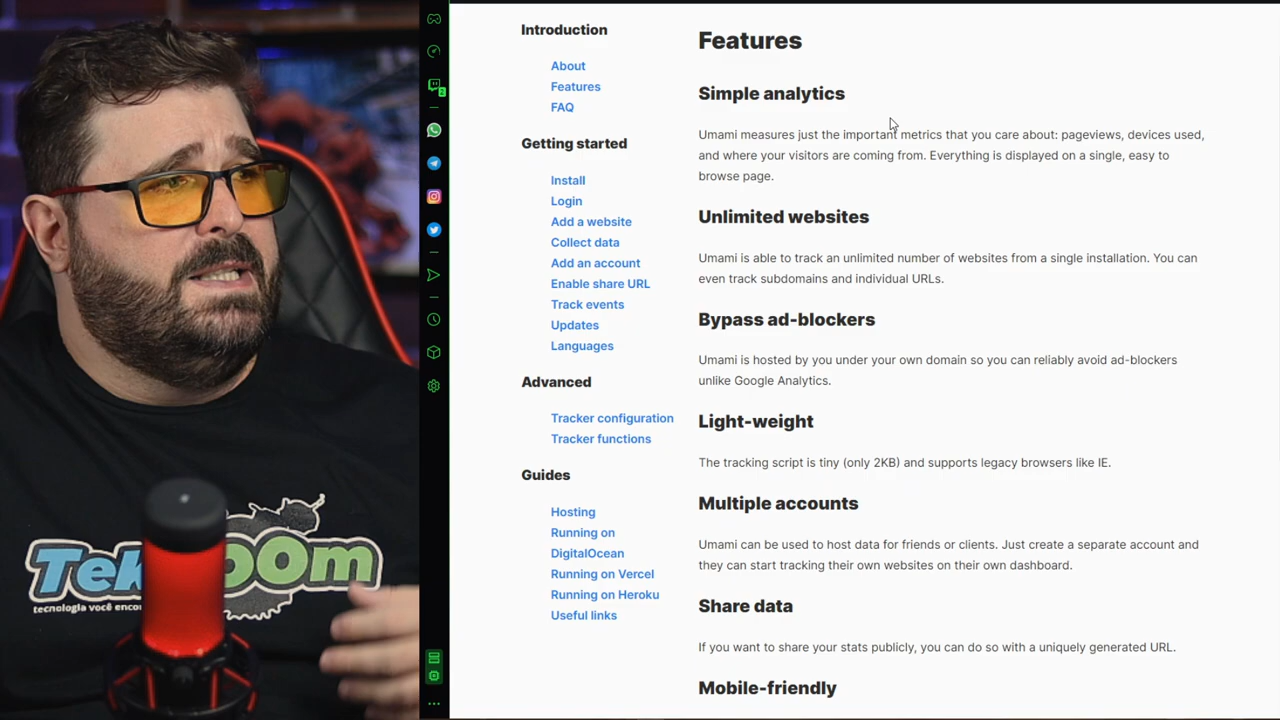 Introduction
About
Features
FAQ
Getting started
Install
Login
Add a website
Collect data
Add an account
Enable share URL
Track events
Updates
Languages
Advanced
Tracker configuration
Tracker functions
Guides
Hosting
Running on
DigitalOcean
Running on Vercel
Running on Heroku
Useful links
Features
Simple analytics
Umami measures just the important metrics that you care about: pageviews, devices used,
and where your visitors are coming from. Everything is displayed on a single, easy to
browse page.
Unlimited websites
Umami is able to track an unlimited number of websites from a single installation. You can
even track subdomains and individual URLs.
Bypass ad-blockers
Umami is hosted by you under your own domain so you can reliably avoid ad-blockers
unlike Google Analytics.
Light-weight
The tracking script is tiny (only 2KB) and supports legacy browsers like IE.
Multiple accounts
Umami can be used to host data for friends or clients. Just create a separate account and
they can start tracking their own websites on their own dashboard.
Share data
If you want to share your stats publicly, you can do so with a uniquely generated URL.
Mobile-friendly
tecnologia você